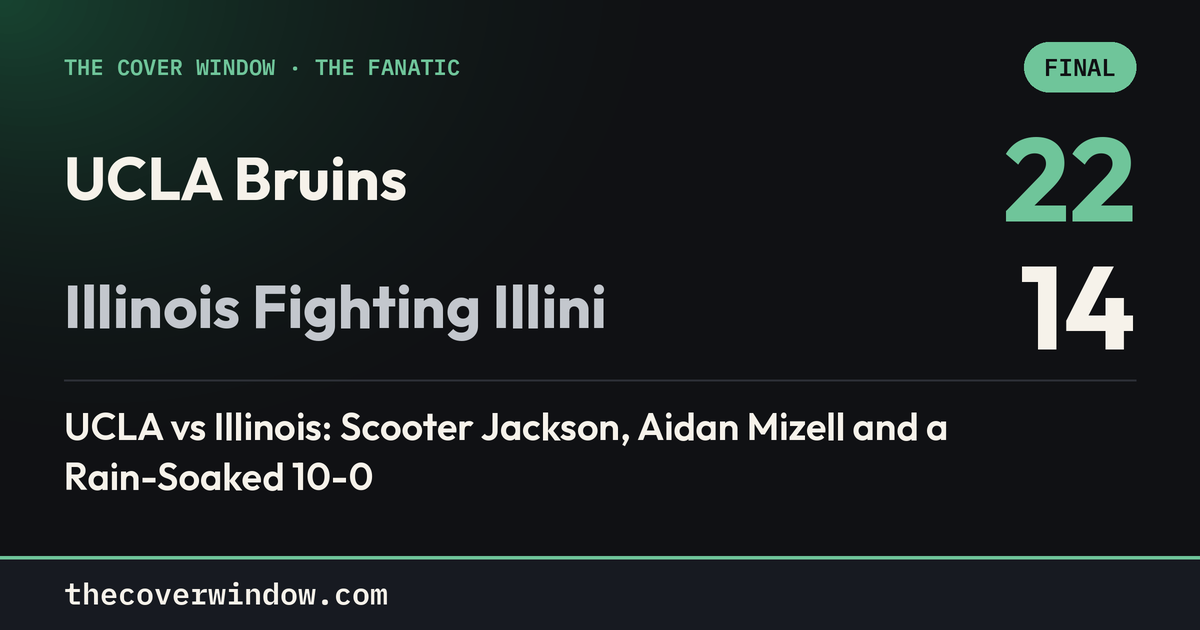 THE COVER WINDOW · THE FANATIC
FINAL
UCLA Bruins
22
Illinois Fighting Illini
14
UCLA vs Illinois: Scooter Jackson, Aidan Mizell and a
Rain-Soaked 10-0
thecoverwindow.com